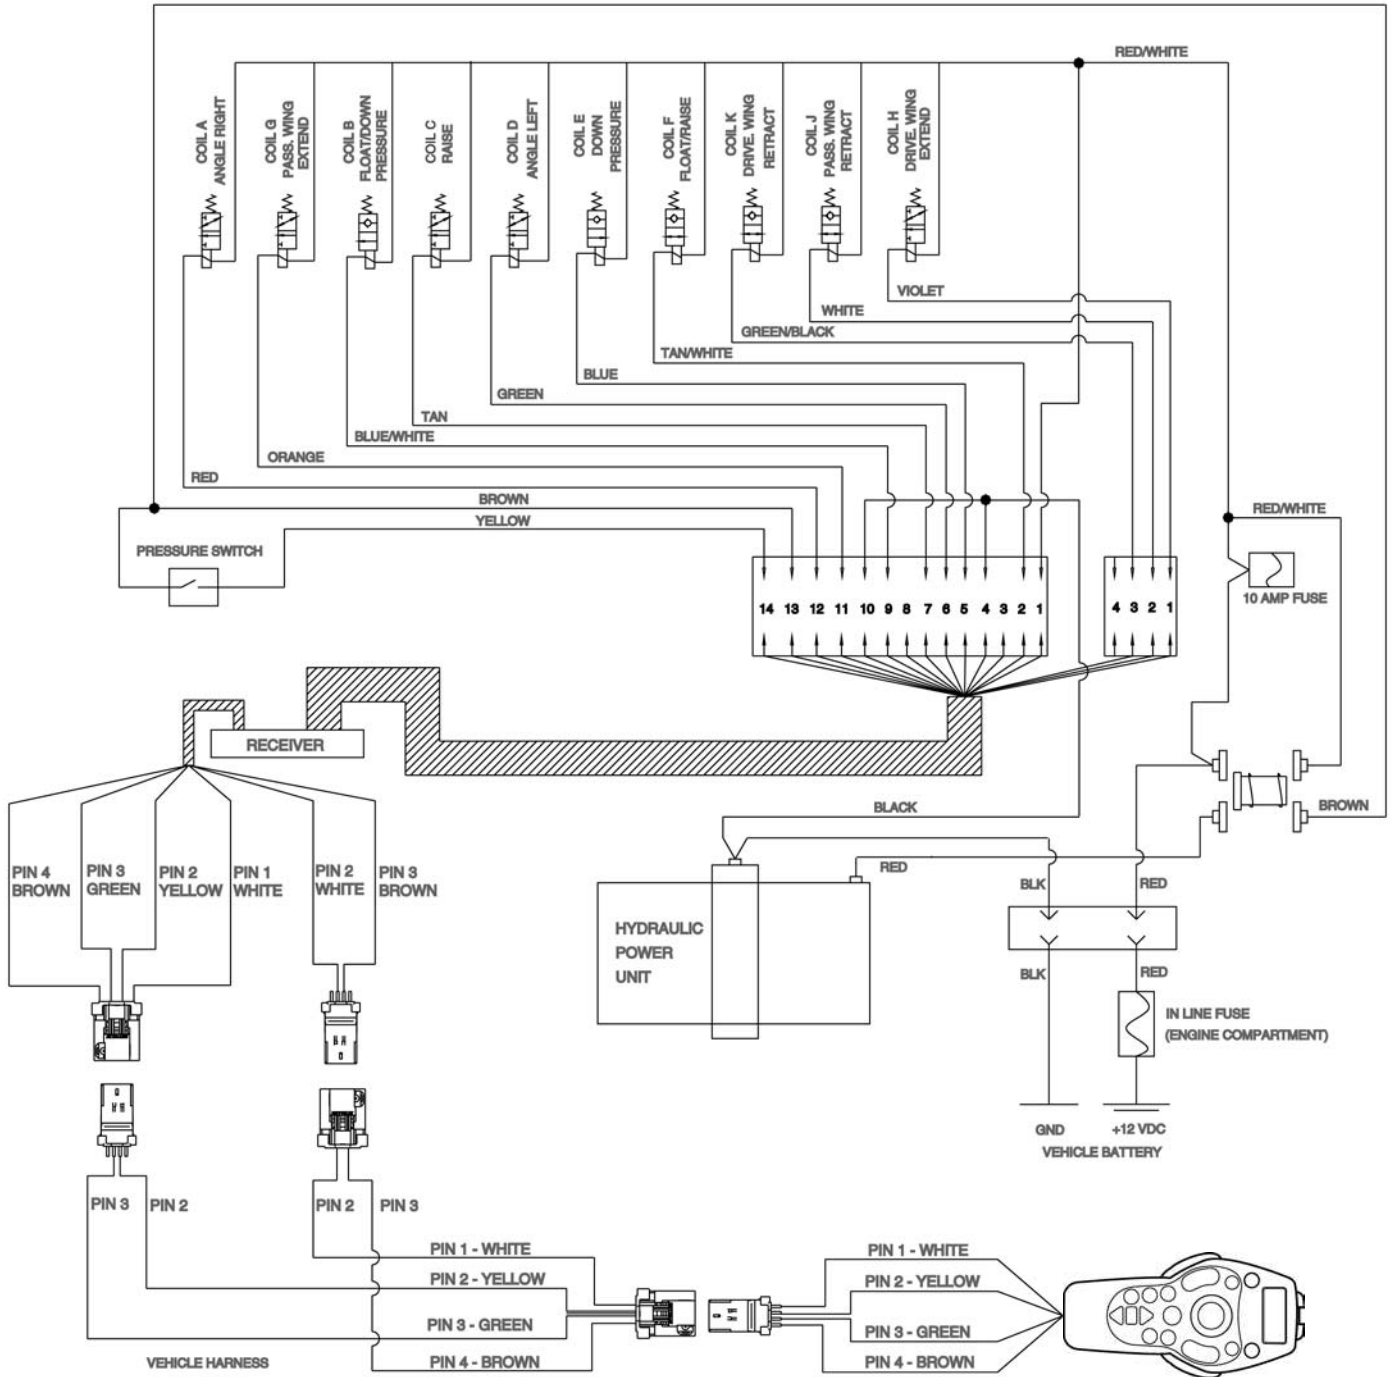 RED/WHITE
COIL A
ANGLE RIGHT
COIL G
PASS. WING
EXTEND
COIL B
FLOAT/DOWN
PRESSURE
COIL C
RAISE
COIL D
ANGLE LEFT
COIL E
DOWN
PRESSURE
COIL F
FLOAT/RAISE
COIL K
DRIVE. WING
RETRACT
COIL J
PASS. WING
RETRACT
COIL H
DRIVE. WING
EXTEND
VIOLET
WHITE
GREEN/BLACK
TAN/WHITE
BLUE
GREEN
TAN
BLUE/WHITE
ORANGE
RED
BROWN
YELLOW
RED/WHITE
PRESSURE SWITCH
10 AMP FUSE
14 13 12 11 10 9 8 7 6 5 4 3 2 1
4 3 2 1
RECEIVER
BLACK
BROWN
PIN 4
BROWN
PIN 3
GREEN
PIN 2
YELLOW
PIN 1
WHITE
PIN 2
WHITE
PIN 3
BROWN
RED
BLK
RED
HYDRAULIC
POWER
UNIT
BLK
RED
IN LINE FUSE
(ENGINE COMPARTMENT)
GND
+12 VDC
VEHICLE BATTERY
PIN 3
PIN 2
PIN 2
PIN 3
PIN 1 - WHITE
PIN 2 - YELLOW
PIN 3 - GREEN
PIN 4 - BROWN
PIN 1 - WHITE
PIN 2 - YELLOW
PIN 3 - GREEN
PIN 4 - BROWN
VEHICLE HARNESS